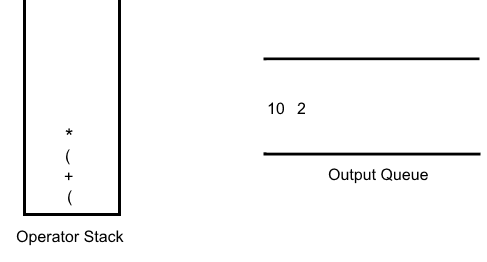 *
(
+
(
Operator Stack
10 2
Output Queue